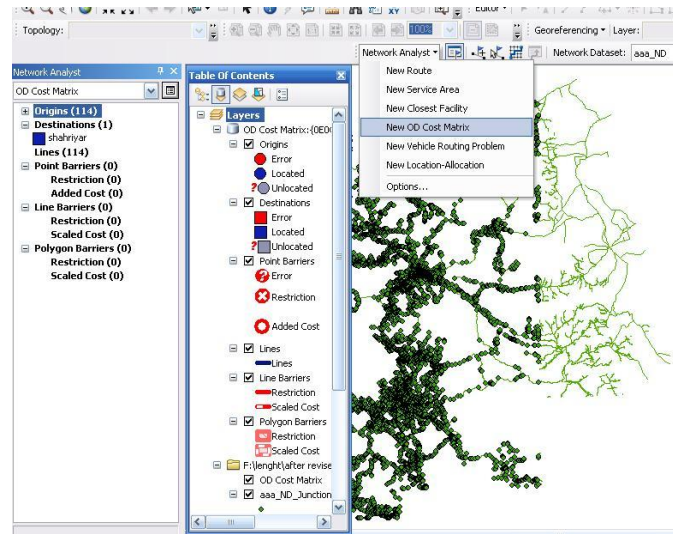 Editor
Topology:
100%
Georeferencing
Layer:
Network Analyst
Network Dataset:
aaa_ND
New Route
New Service Area
New Closest Facility
New OD Cost Matrix
New Vehicle Routing Problem
New Location-Allocation
Options...
Network Analyst
OD Cost Matrix
Origins (114)
Destinations (1)
shahriyar
Lines (114)
Point Barriers (0)
Restriction (0)
Added Cost (0)
Line Barriers (0)
Restriction (0)
Scaled Cost (0)
Polygon Barriers (0)
Restriction (0)
Scaled Cost (0)
Table Of Contents
Layers
OD Cost Matrix:{0E0
Origins
Error
Located
Unlocated
Destinations
Error
Located
Unlocated
Point Barriers
Error
Restriction
Added Cost
Lines
Lines
Line Barriers
Restriction
Scaled Cost
Polygon Barriers
Restriction
Scaled Cost
F:\lenght\after revise
OD Cost Matrix
aaa_ND_Junction